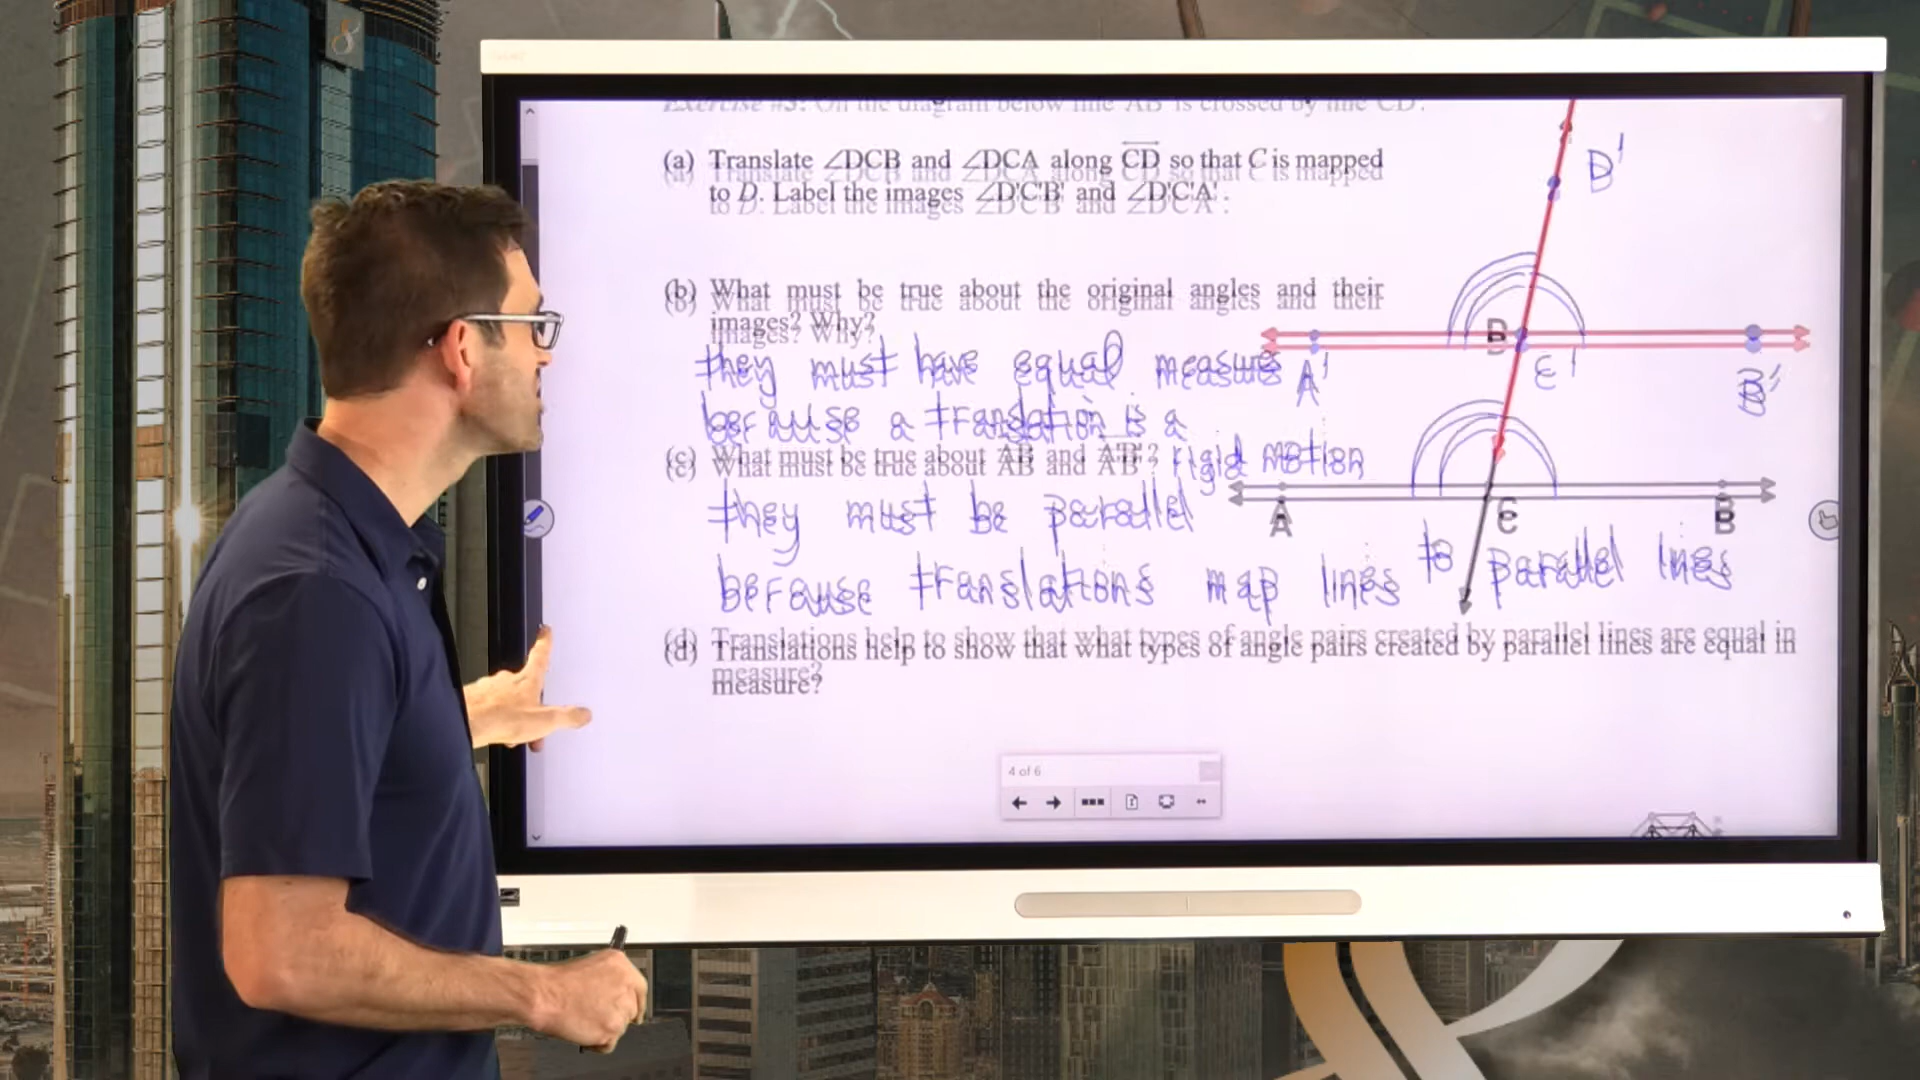 Exercise #3: On the diagram below line AB is crossed by line CD.
(a) Translate ∠DCB and ∠DCA along CD so that C is mapped
to D. Label the images ∠D'C'B' and ∠D'C'A'.
D'
(b) What must be true about the original angles and their
images? Why?
they must have equal measures
because a translation is a
rigid motion
D
A'
C'
B'
(c) What must be true about AB and A'B'?
they must be parallel
because translations map lines to parallel lines
A
C
B
(d) Translations help to show that what types of angle pairs created by parallel lines are equal in
measure?
4 of 6